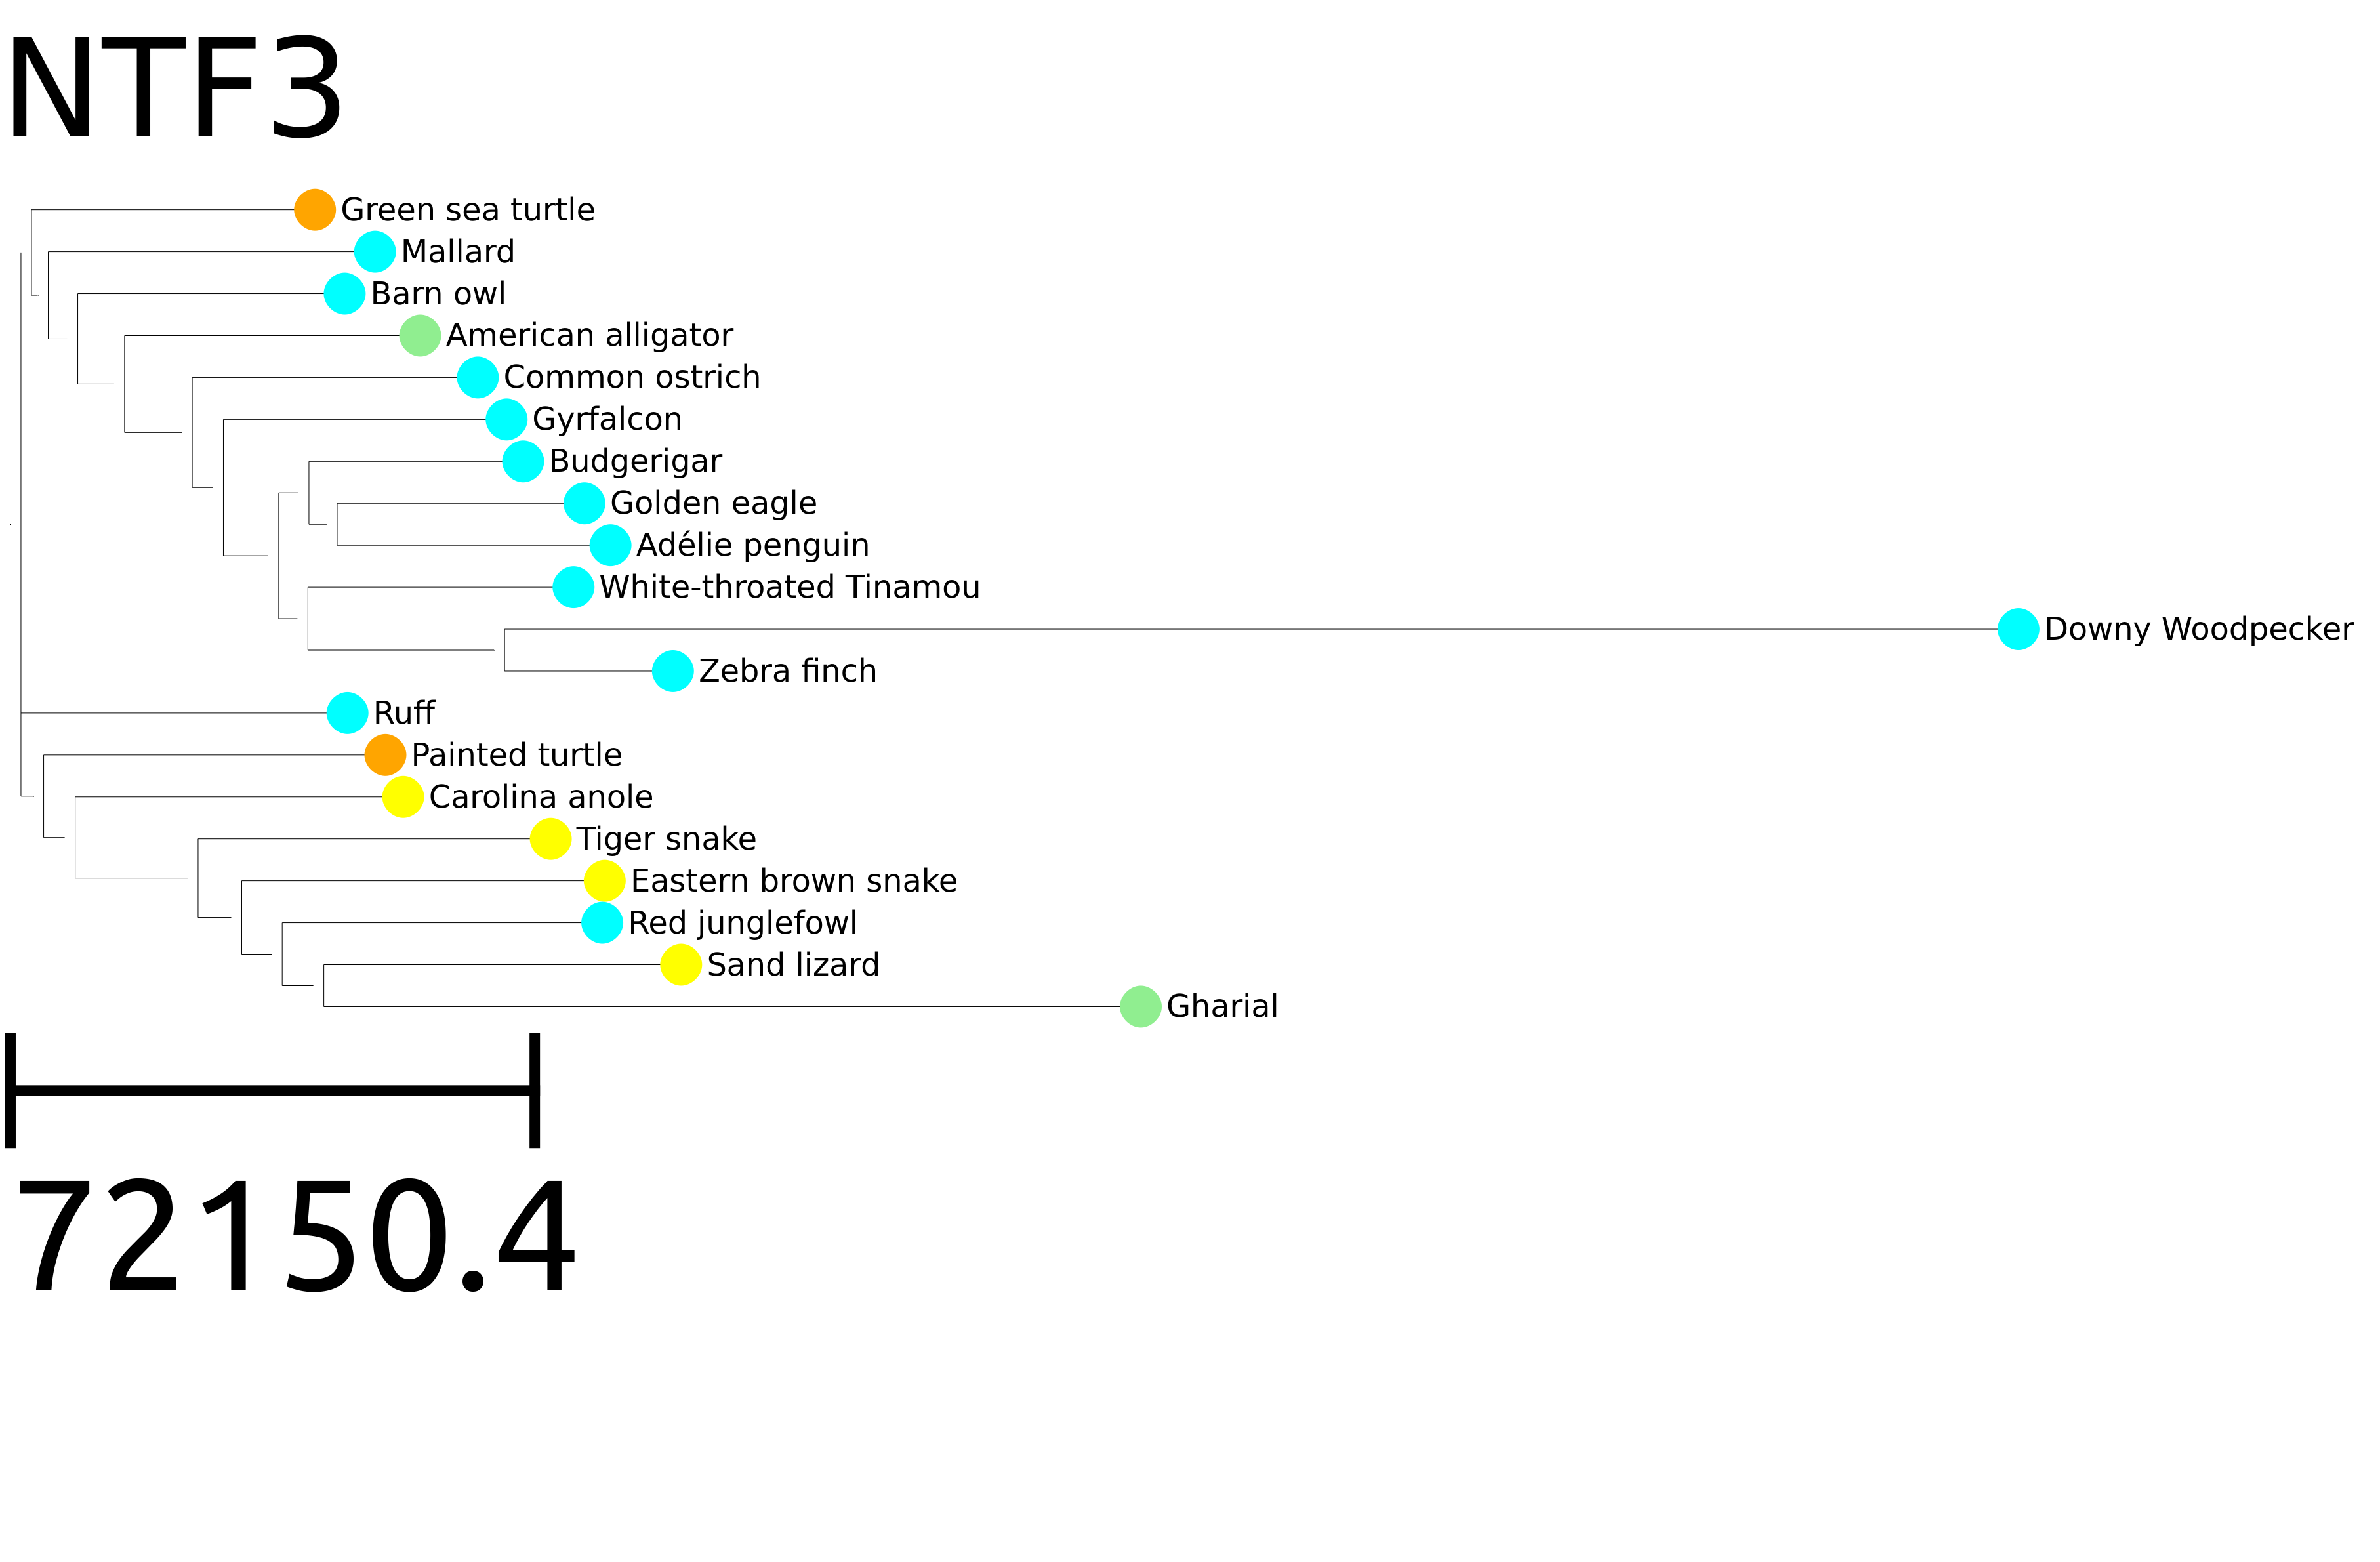 NTF3
Green sea turtle
Mallard
Barn owl
American alligator
Common ostrich
Gyrfalcon
Budgerigar
Golden eagle
Adélie penguin
White-throated Tinamou
Downy Woodpecker
Zebra finch
Ruff
Painted turtle
Carolina anole
Tiger snake
Eastern brown snake
Red junglefowl
Sand lizard
Gharial
72150.4